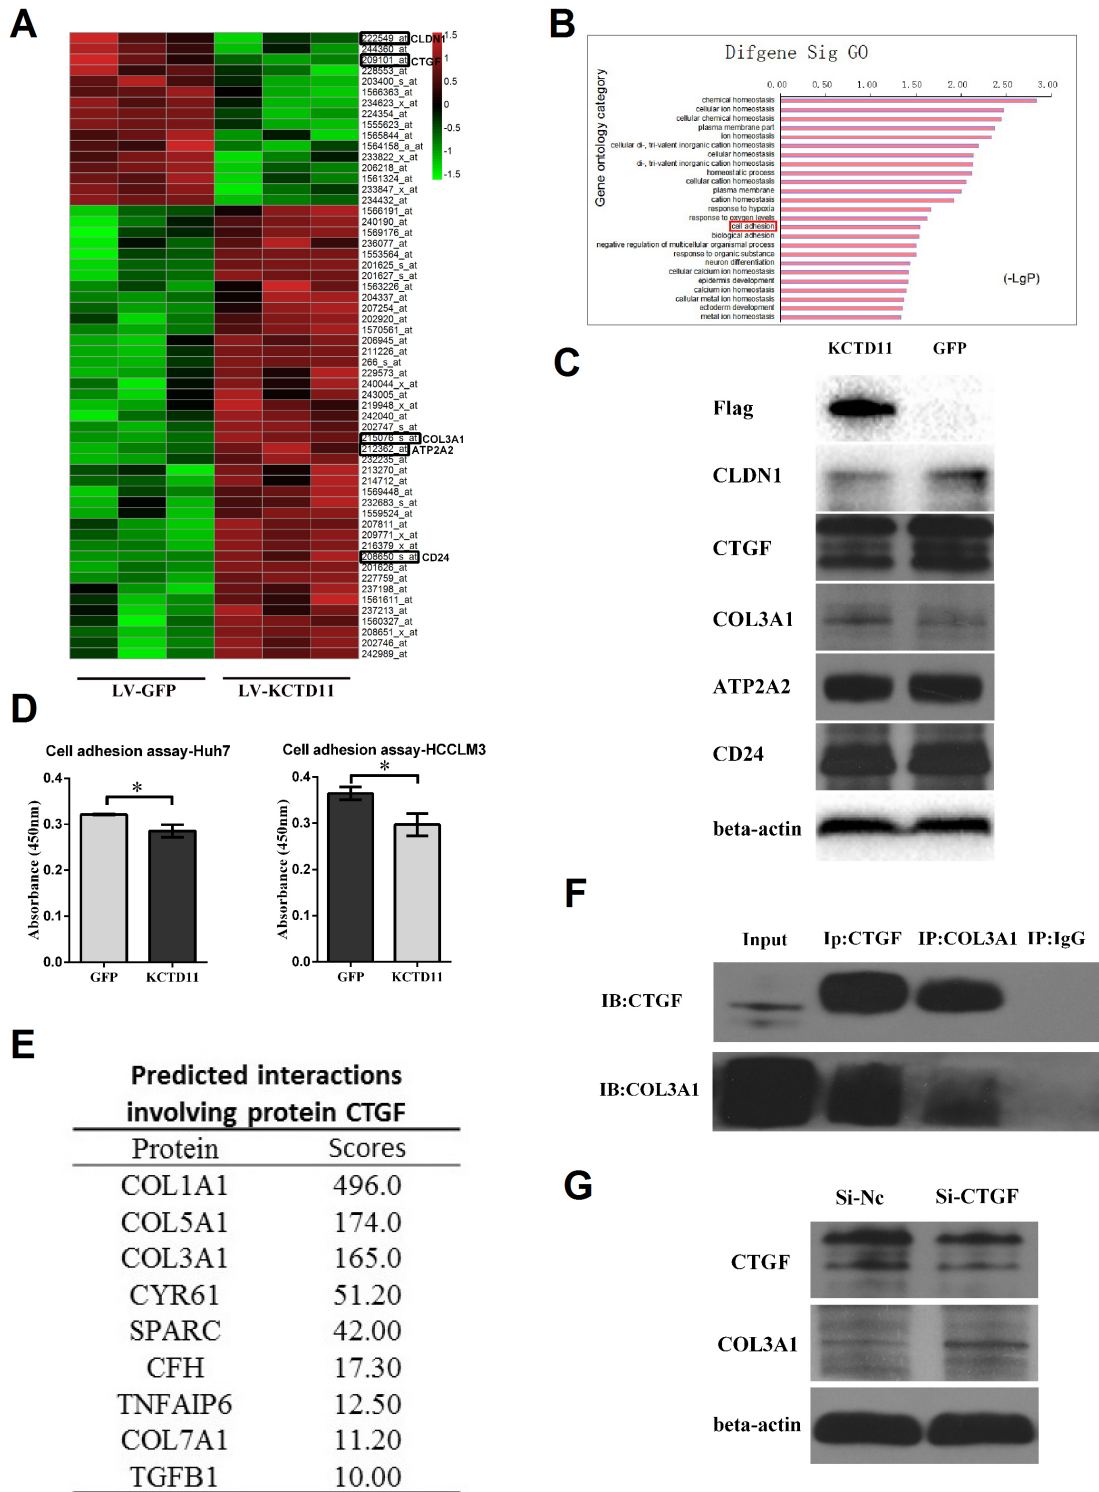 A
222549_at CLDN1
244360_at
209101_at CTGF
228553_at
203400_s_at
1566363_at
234623_x_at
224354_at
1555623_at
1565844_at
1564158_a_at
233822_x_at
206218_at
1561324_at
233847_x_at
234432_at
1566191_at
240190_at
1569176_at
236077_at
1553564_at
201625_s_at
201627_s_at
1563226_at
204337_at
207254_at
202920_at
1570561_at
206945_at
211226_at
266_s_at
229573_at
240044_x_at
243005_at
219948_x_at
242040_at
202747_s_at
215076_s_at COL3A1
212362_at ATP2A2
232235_at
213270_at
214712_at
1569448_at
232683_s_at
1559524_at
207811_at
209771_x_at
216379_x_at
208650_s_at CD24
201626_at
227759_at
237198_at
1561611_at
237213_at
1560327_at
208651_x_at
202746_at
242989_at
1.5
1
0.5
0
-0.5
-1
-1.5
LV-GFP LV-KCTD11
B
Difgene Sig GO
0.00 0.50 1.00 1.50 2.00 2.50 3.00
Gene ontology category
chemical homeostasis
cellular ion homeostasis
cellular chemical homeostasis
plasma membrane part
ion homeostasis
cellular di-, tri-valent inorganic cation homeostasis
cellular homeostasis
di-, tri-valent inorganic cation homeostasis
homeostatic process
cellular cation homeostasis
plasma membrane
cation homeostasis
response to hypoxia
response to oxygen levels
cell adhesion
biological adhesion
negative regulation of multicellular organismal process
response to organic substance
neuron differentiation
cellular calcium ion homeostasis
epidermis development
calcium ion homeostasis
cellular metal ion homeostasis
ectoderm development
metal ion homeostasis
(-LgP)
C
KCTD11 GFP
Flag
CLDN1
CTGF
COL3A1
ATP2A2
CD24
beta-actin
D
Cell adhesion assay-Huh7
Absorbance (450nm)
0.4
0.3
0.2
0.1
0.0
*
GFP KCTD11
Cell adhesion assay-HCCLM3
Absorbance (450nm)
0.4
0.3
0.2
0.1
0.0
*
GFP KCTD11
E
Predicted interactions
involving protein CTGF
Protein Scores
COL1A1 496.0
COL5A1 174.0
COL3A1 165.0
CYR61 51.20
SPARC 42.00
CFH 17.30
TNFAIP6 12.50
COL7A1 11.20
TGFB1 10.00
F
Input Ip:CTGF IP:COL3A1 IP:IgG
IB:CTGF
IB:COL3A1
G
Si-Nc Si-CTGF
CTGF
COL3A1
beta-actin